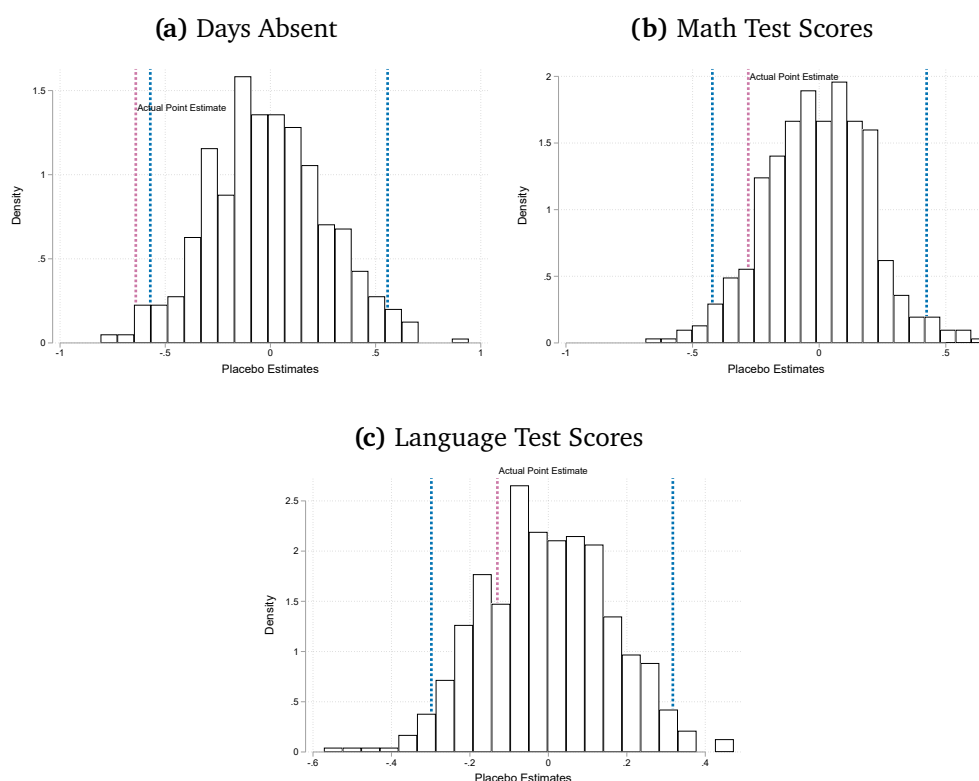 (a) Days Absent
Density
0
.5
1
1.5
Actual Point Estimate
-1
-.5
0
.5
1
Placebo Estimates
(b) Math Test Scores
Density
0
.5
1
1.5
2
Actual Point Estimate
-1
-.5
0
.5
Placebo Estimates
(c) Language Test Scores
Actual Point Estimate
Density
0
.5
1
1.5
2
2.5
-.6
-.4
-.2
0
.2
.4
Placebo Estimates